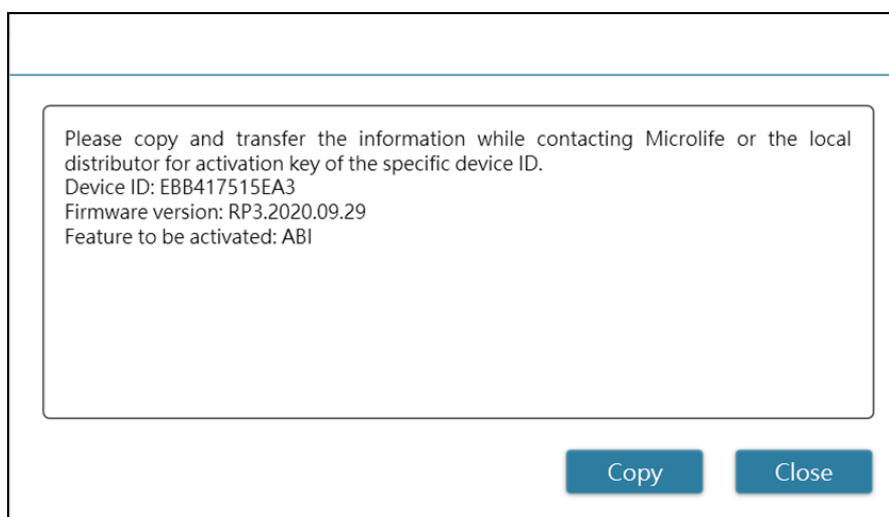 Please copy and transfer the information while contacting Microlife or the local
distributor for activation key of the specific device ID.
Device ID: EBB417515EA3
Firmware version: RP3.2020.09.29
Feature to be activated: ABI
Copy
Close